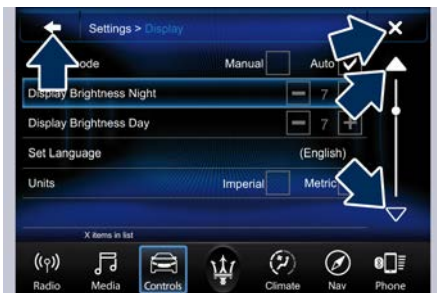 Settings > Display
ode Manual Auto
Display Brightness Night 7
Display Brightness Day 7
Set Language (English)
Units Imperial Metric
X items in list
Radio Media Controls Climate Nav Phone